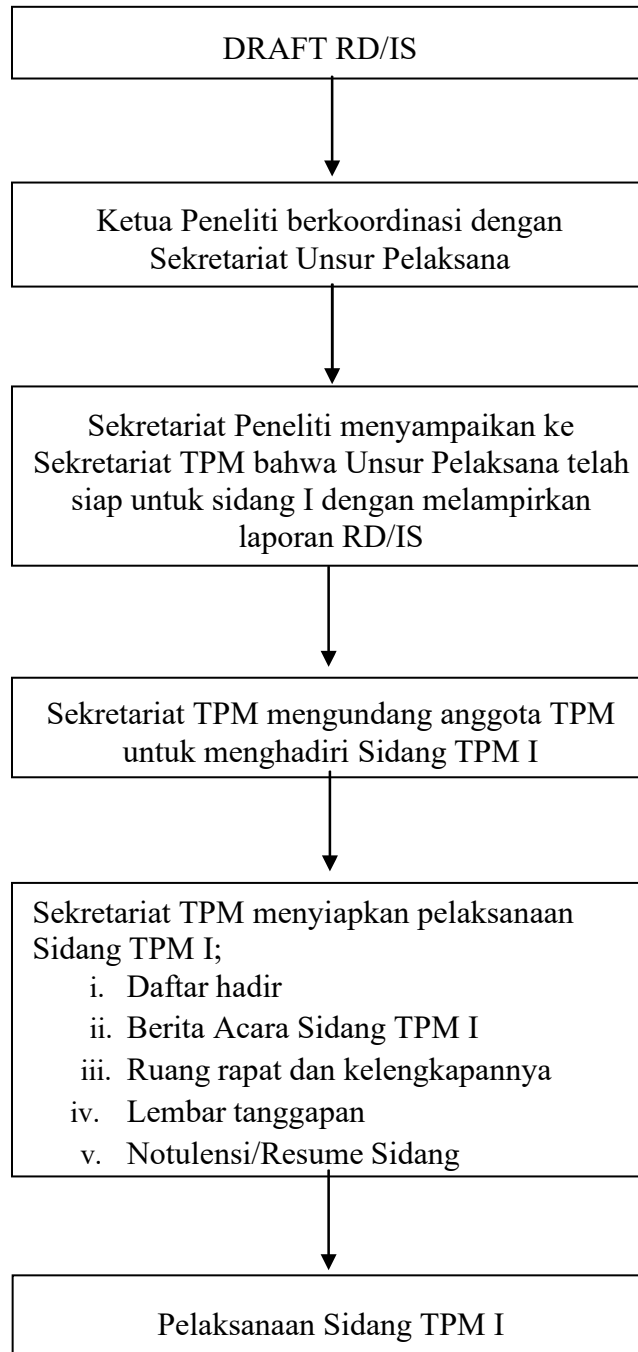 DRAFT RD/IS
Ketua Peneliti berkoordinasi dengan
Sekretariat Unsur Pelaksana
Sekretariat Peneliti menyampaikan ke
Sekretariat TPM bahwa Unsur Pelaksana telah
siap untuk sidang I dengan melampirkan
laporan RD/IS
Sekretariat TPM mengundang anggota TPM
untuk menghadiri Sidang TPM I
Sekretariat TPM menyiapkan pelaksanaan
Sidang TPM I;
i. Daftar hadir
ii. Berita Acara Sidang TPM I
iii. Ruang rapat dan kelengkapannya
iv. Lembar tanggapan
v. Notulensi/Resume Sidang
Pelaksanaan Sidang TPM I